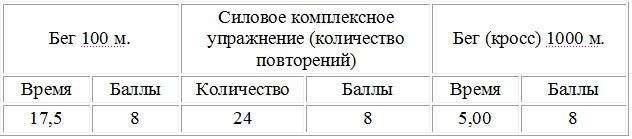 Бег 100 м.
Силовое комплексное
упражнение (количество
повторений)
Бег (кросс) 1000 м.
Время Баллы Количество Баллы Время Баллы
17,5 8 24 8 5,00 8